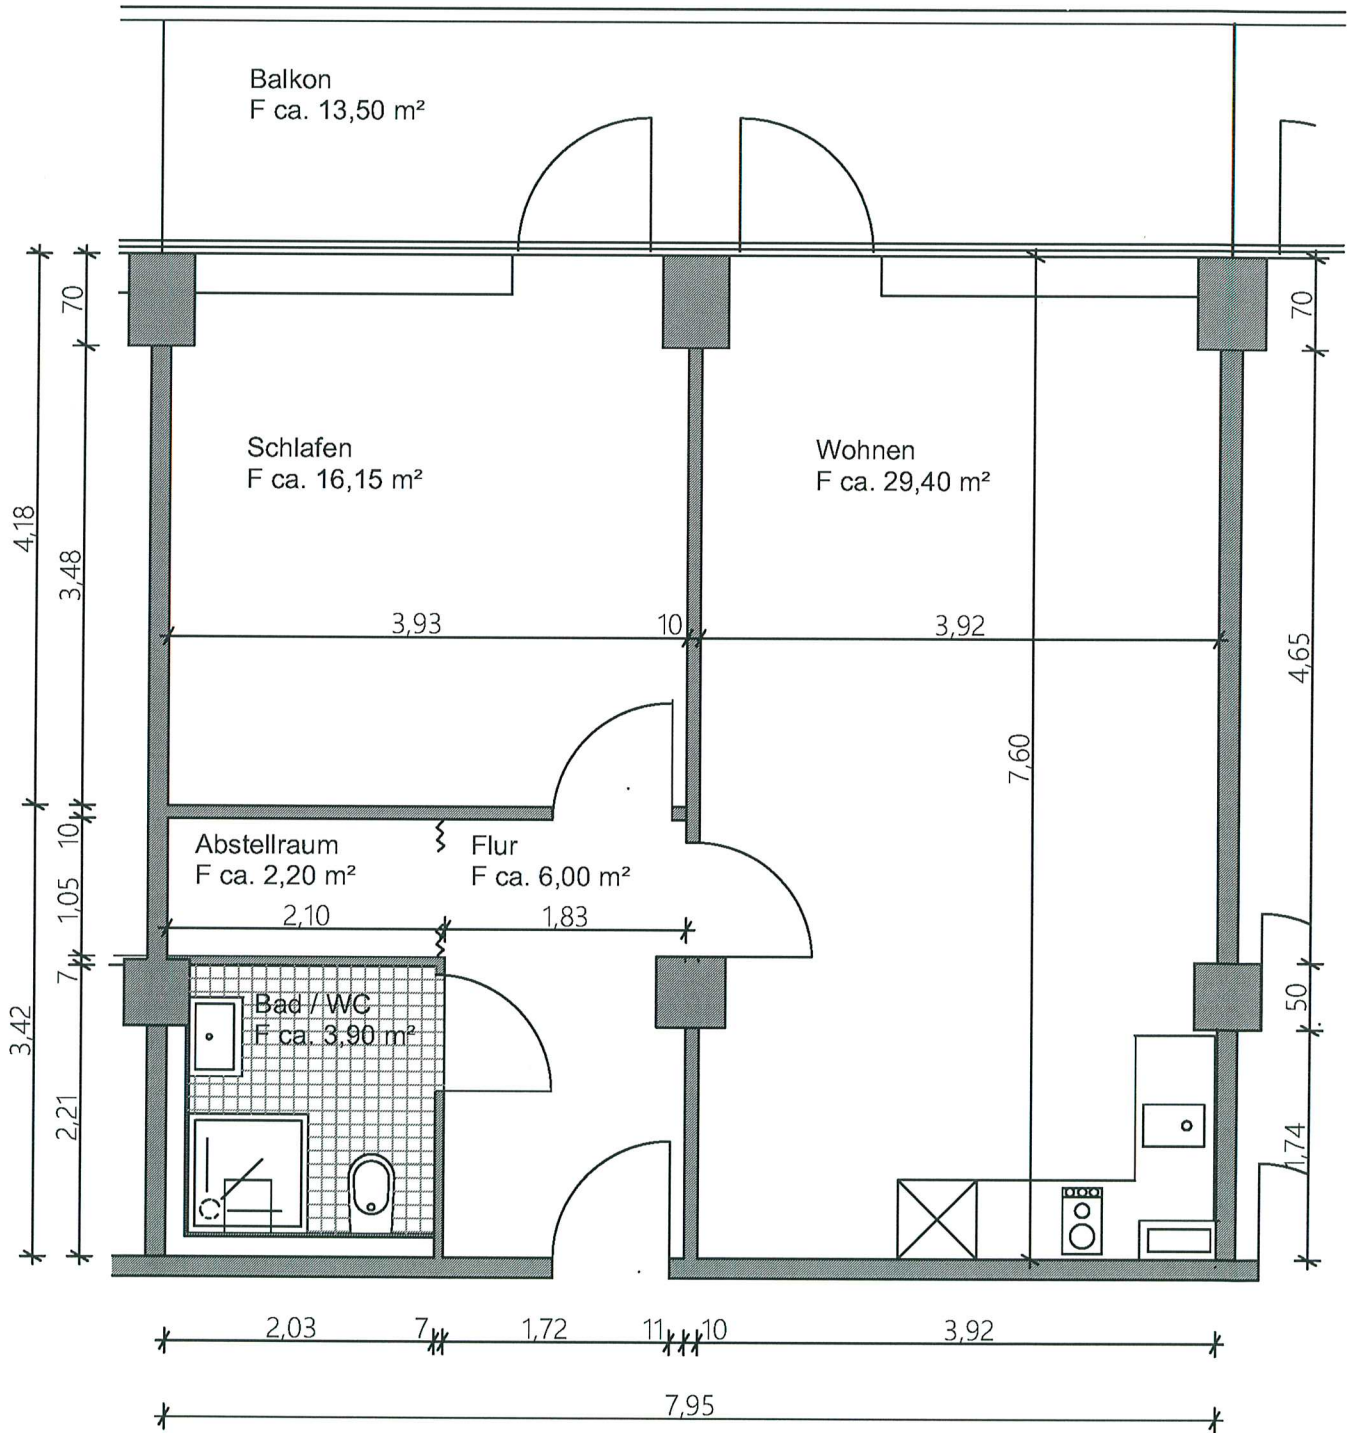 Balkon
F ca. 13,50 m²
70
70
Schlafen
F ca. 16,15 m²
Wohnen
F ca. 29,40 m²
4,18
3,48
3,93
10
3,92
4,65
7,60
10
Abstellraum
F ca. 2,20 m²
Flur
F ca. 6,00 m²
1,05
2,10
1,83
7
Bad / WC
F ca. 3,90 m²
50
3,42
2,21
1,74
2,03
7
1,72
11
10
3,92
7,95